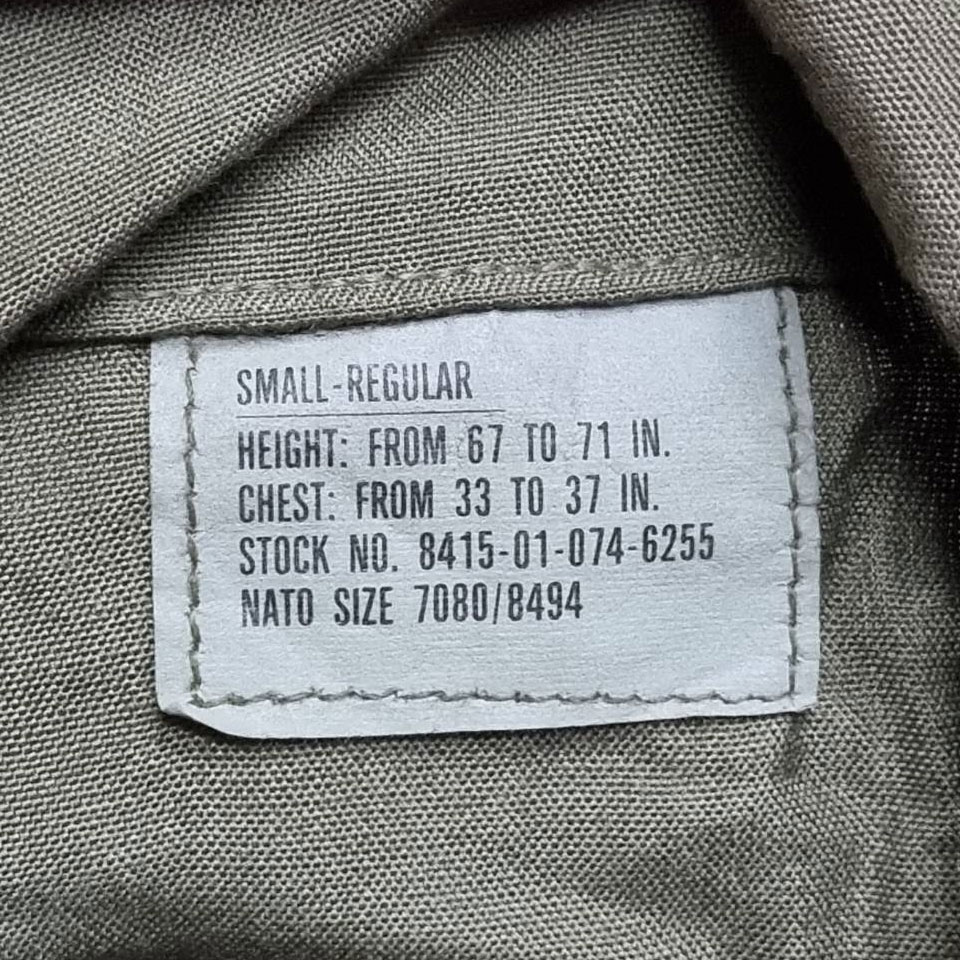 SMALL-REGULAR
HEIGHT: FROM 67 TO 71 IN.
CHEST: FROM 33 TO 37 IN.
STOCK NO. 8415-01-074-6255
NATO SIZE 7080/8494